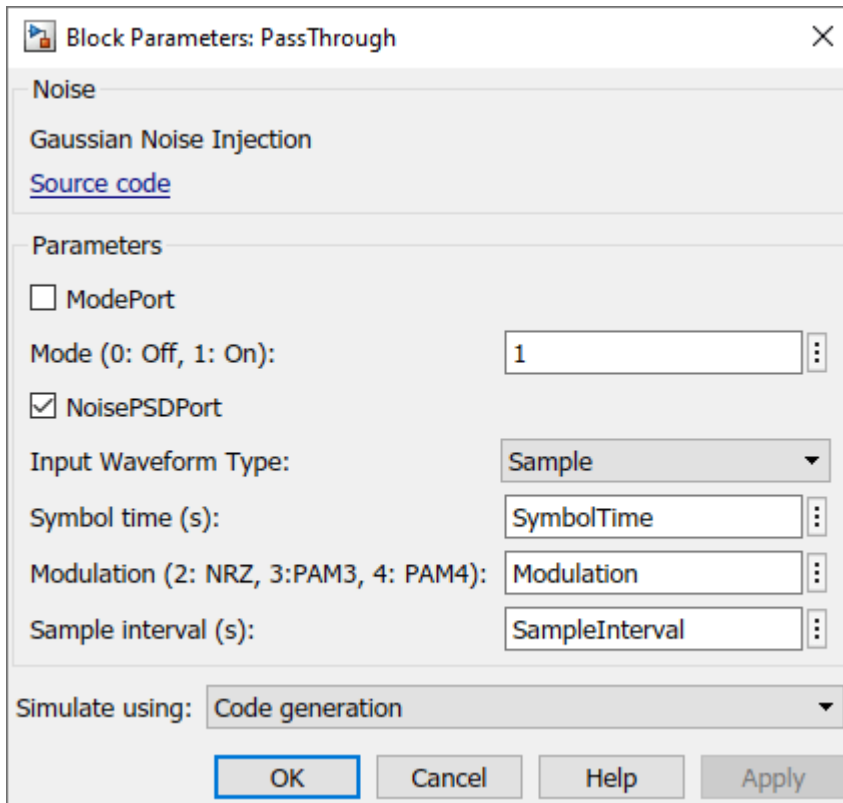 Block Parameters: PassThrough
Noise
Gaussian Noise Injection
Source code
Parameters
ModePort
Mode (0: Off, 1: On): 1
NoisePSDPort
Input Waveform Type: Sample
Symbol time (s): SymbolTime
Modulation (2: NRZ, 3:PAM3, 4: PAM4): Modulation
Sample interval (s): SampleInterval
Simulate using: Code generation
OK Cancel Help Apply